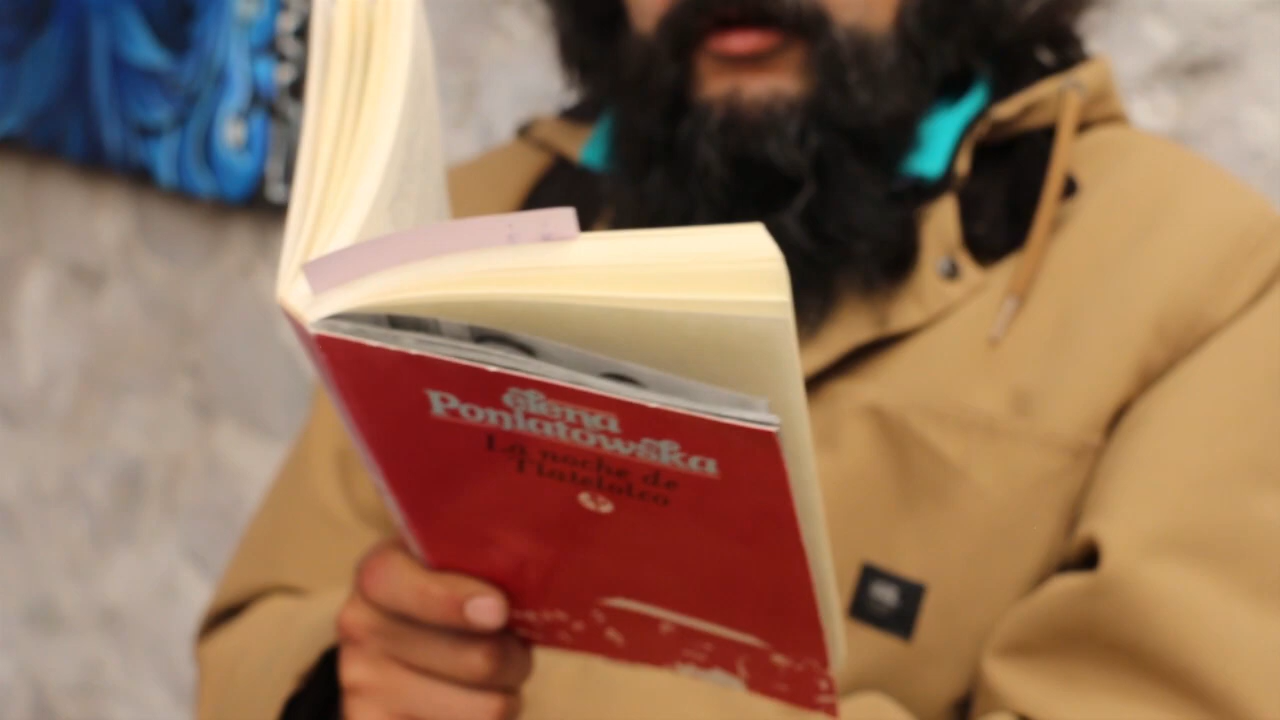 elena
Poniatowska
La noche de
Tlatelolco